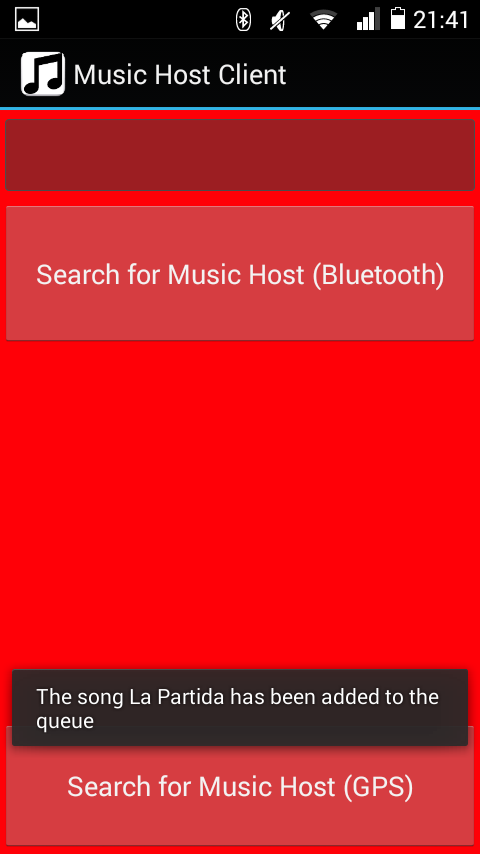 21:41
Music Host Client
Search for Music Host (Bluetooth)
The song La Partida has been added to the
queue
Search for Music Host (GPS)